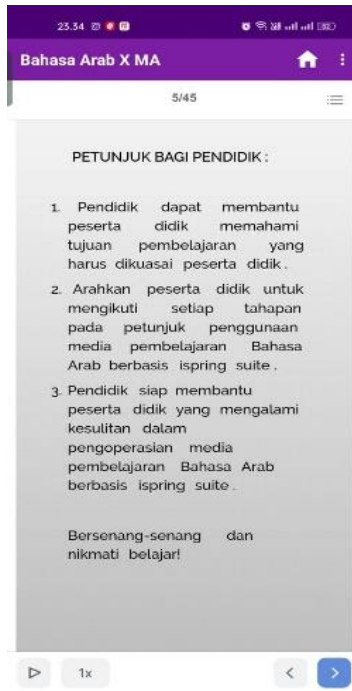 23.34
Bahasa Arab X MA
5/45
PETUNJUK BAGI PENDIDIK :
1. Pendidik dapat membantu
peserta didik memahami
tujuan pembelajaran yang
harus dikuasai peserta didik .
2. Arahkan peserta didik untuk
mengikuti setiap tahapan
pada petunjuk penggunaan
media pembelajaran Bahasa
Arab berbasis ispring suite .
3. Pendidik siap membantu
peserta didik yang mengalami
kesulitan dalam
pengoperasian media
pembelajaran Bahasa Arab
berbasis ispring suite .
Bersenang-senang dan
nikmati belajar!
1x